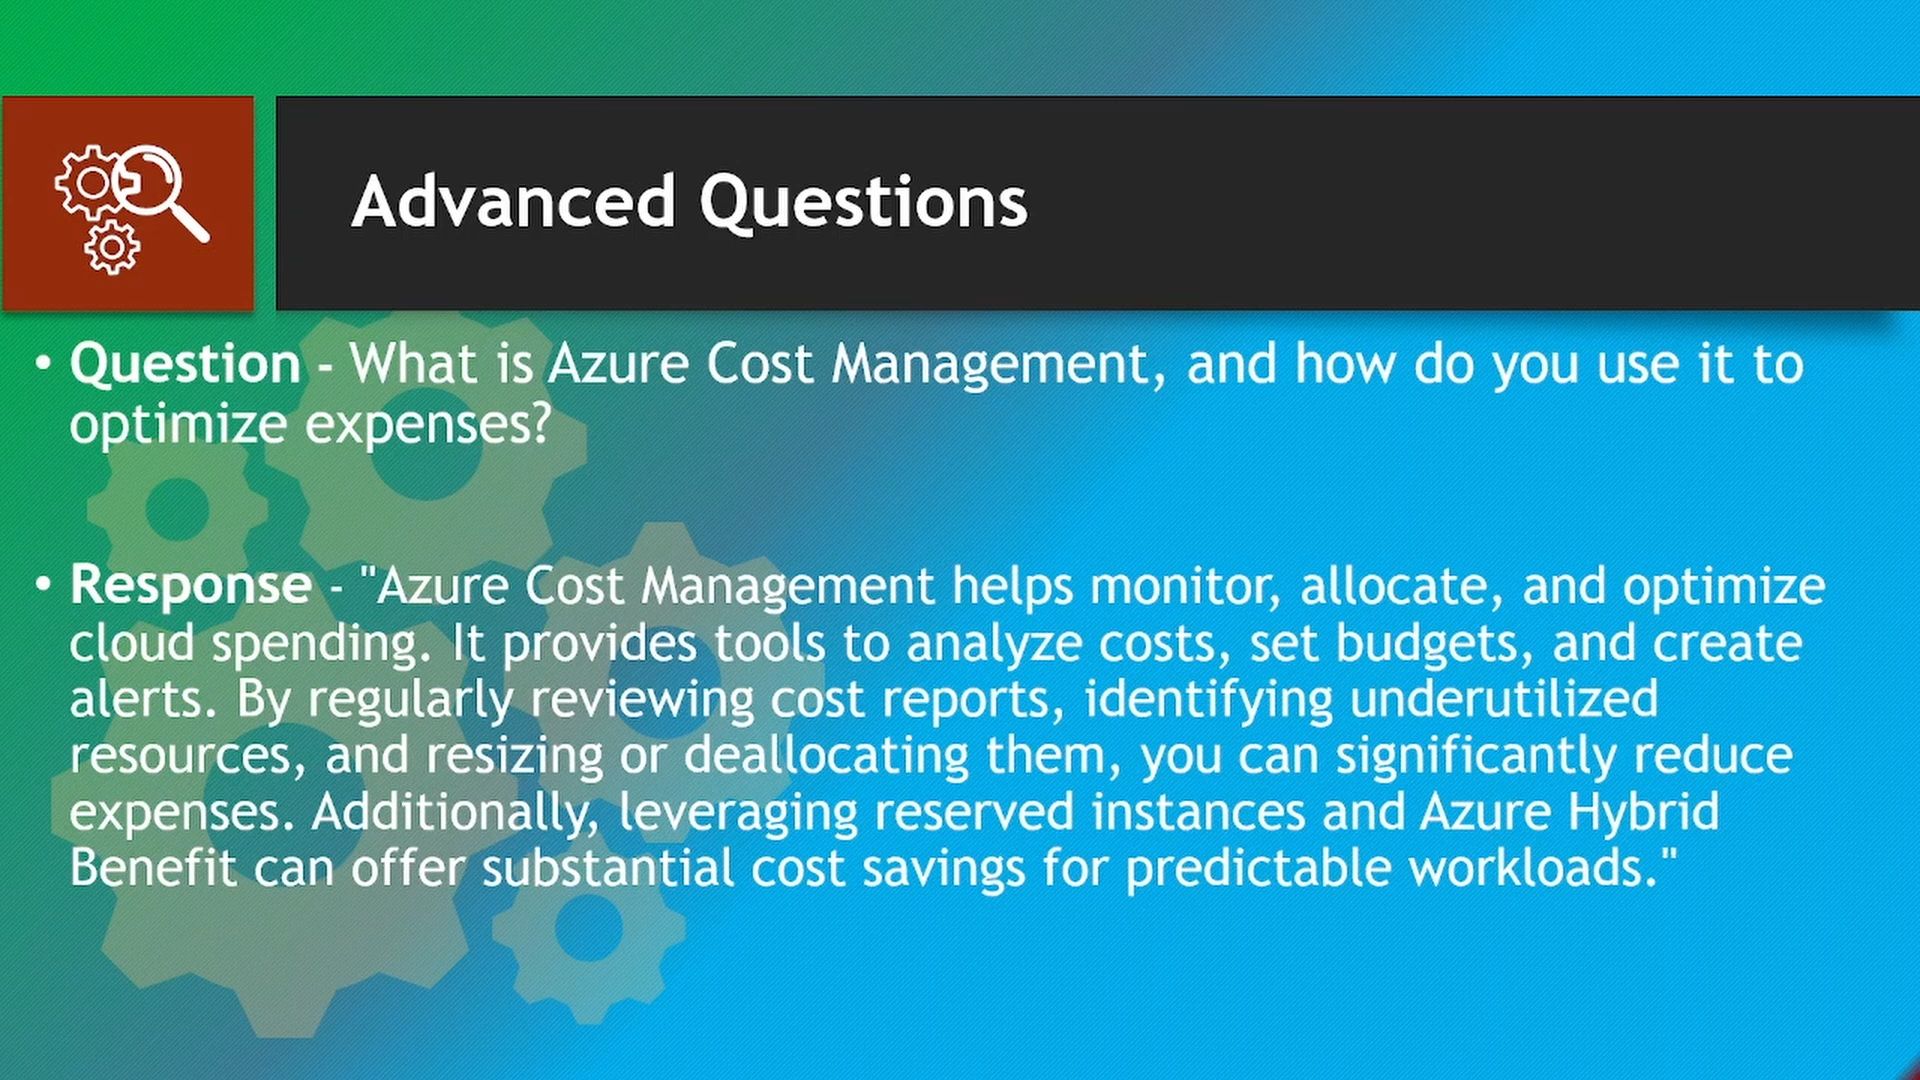 Advanced Questions
• Question - What is Azure Cost Management, and how do you use it to
optimize expenses?
• Response - "Azure Cost Management helps monitor, allocate, and optimize
cloud spending. It provides tools to analyze costs, set budgets, and create
alerts. By regularly reviewing cost reports, identifying underutilized
resources, and resizing or deallocating them, you can significantly reduce
expenses. Additionally, leveraging reserved instances and Azure Hybrid
Benefit can offer substantial cost savings for predictable workloads."